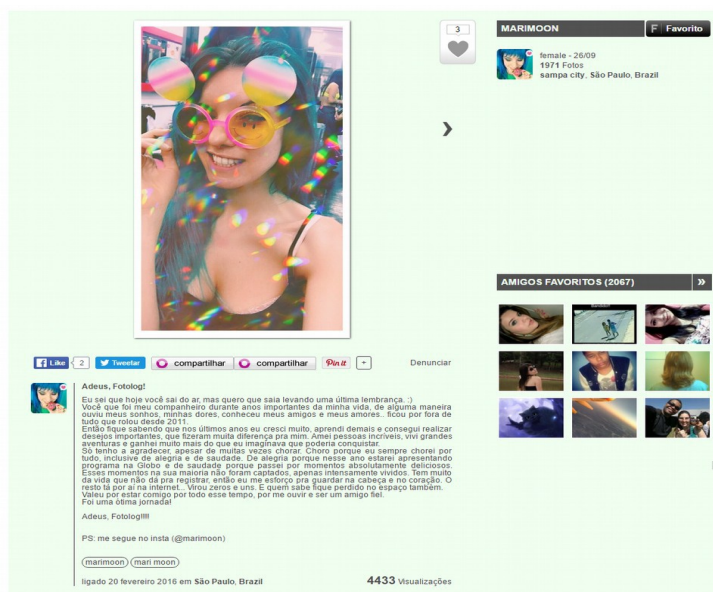 3
MARIMOON
F Favorito
female - 26/09
1971 Fotos
sampa city, São Paulo, Brazil
AMIGOS FAVORITOS (2067) »
Like 2 Tweetar compartilhar compartilhar Pin it + Denunciar
Adeus, Fotolog!
Eu sei que hoje você sai do ar, mas quero que saia levando uma última lembrança. :)
Você que foi meu companheiro durante anos importantes da minha vida, de alguma maneira
ouviu meus sonhos, minhas dores, conheceu meus amigos e meus amores.. ficou por fora de
tudo que rolou desde 2011.
Então fique sabendo que nos últimos anos eu cresci muito, aprendi demais e consegui realizar
desejos importantes, que fizeram muita diferença pra mim. Amei pessoas incríveis, vivi grandes
aventuras e ganhei muito mais do que eu imaginava que poderia conquistar.
Só tenho a agradecer, apesar de muitas vezes chorar. Choro porque eu sempre chorei por
tudo, inclusive de alegria e de saudade. De alegria porque nesse ano estarei apresentando
programa na Globo e de saudade porque passei por momentos absolutamente deliciosos.
Esses momentos na sua maioria não foram captados, apenas intensamente vividos. Tem muito
da vida que não dá pra registrar, então eu me esforço pra guardar na cabeça e no coração. O
resto tá por aí na internet... Virou zeros e uns. E quem sabe fique perdido no espaço também.
Valeu por estar comigo por todo esse tempo, por me ouvir e ser um amigo fiel.
Foi uma ótima jornada!
Adeus, Fotolog!!!!
PS: me segue no insta (@marimoon)
marimoon mari moon
ligado 20 fevereiro 2016 em São Paulo, Brazil 4433 Visualizações